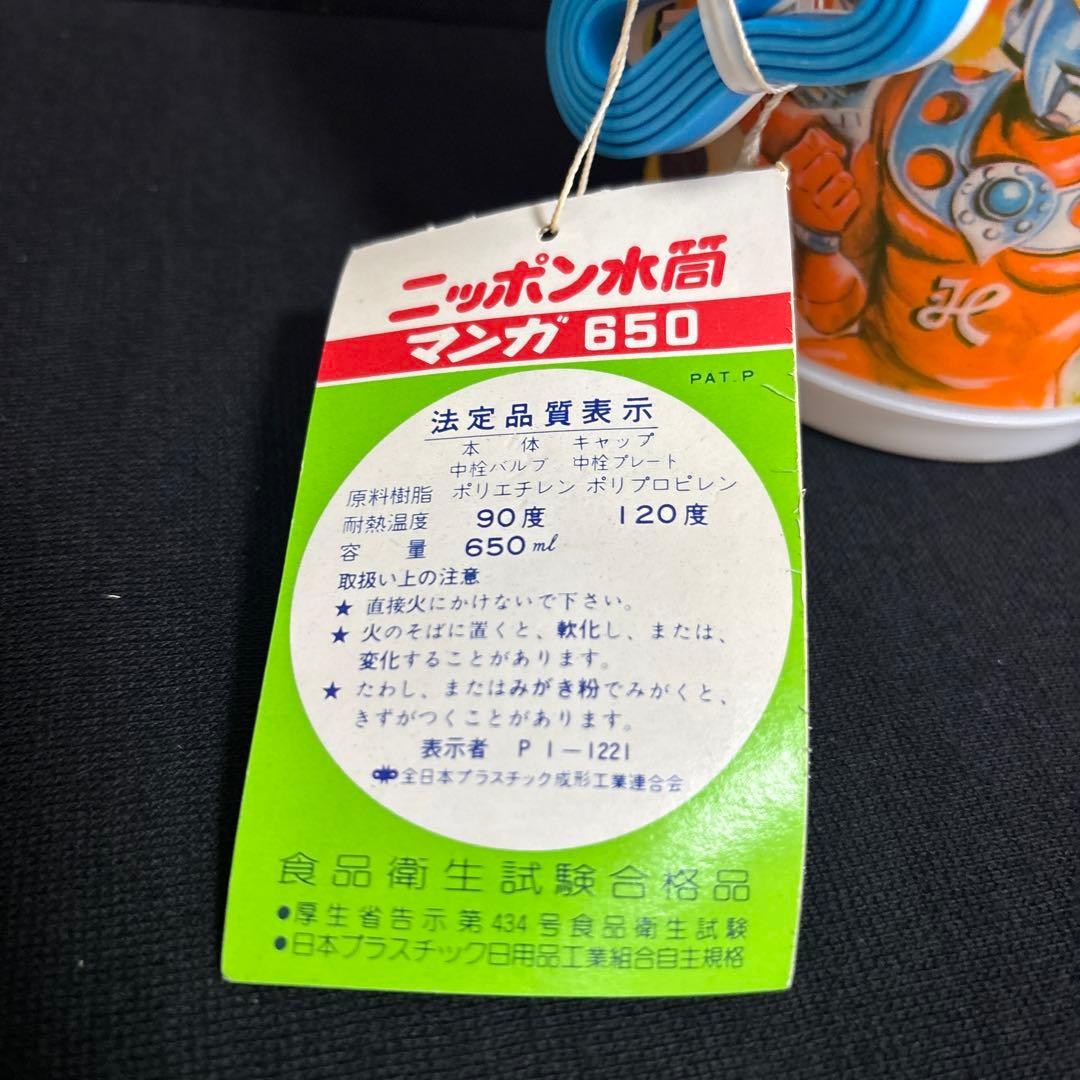 ニッポン水筒
マンガ 650
PAT. P
法定品質表示
本体 キャップ
中栓バルブ 中栓プレート
原料樹脂 ポリエチレン ポリプロピレン
耐熱温度 90度 120度
容量 650ml
取扱い上の注意
★ 直接火にかけないで下さい。
★ 火のそばに置くと、軟化し、または、
変化することがあります。
★ たわし、またはみがき粉でみがくと、
きずがつくことがあります。
表示者 P 1-1221
全日本プラスチック成形工業連合会
食品衛生試験合格品
●厚生省告示第434号食品衛生試験
●日本プラスチック日用品工業組合自主規格
H